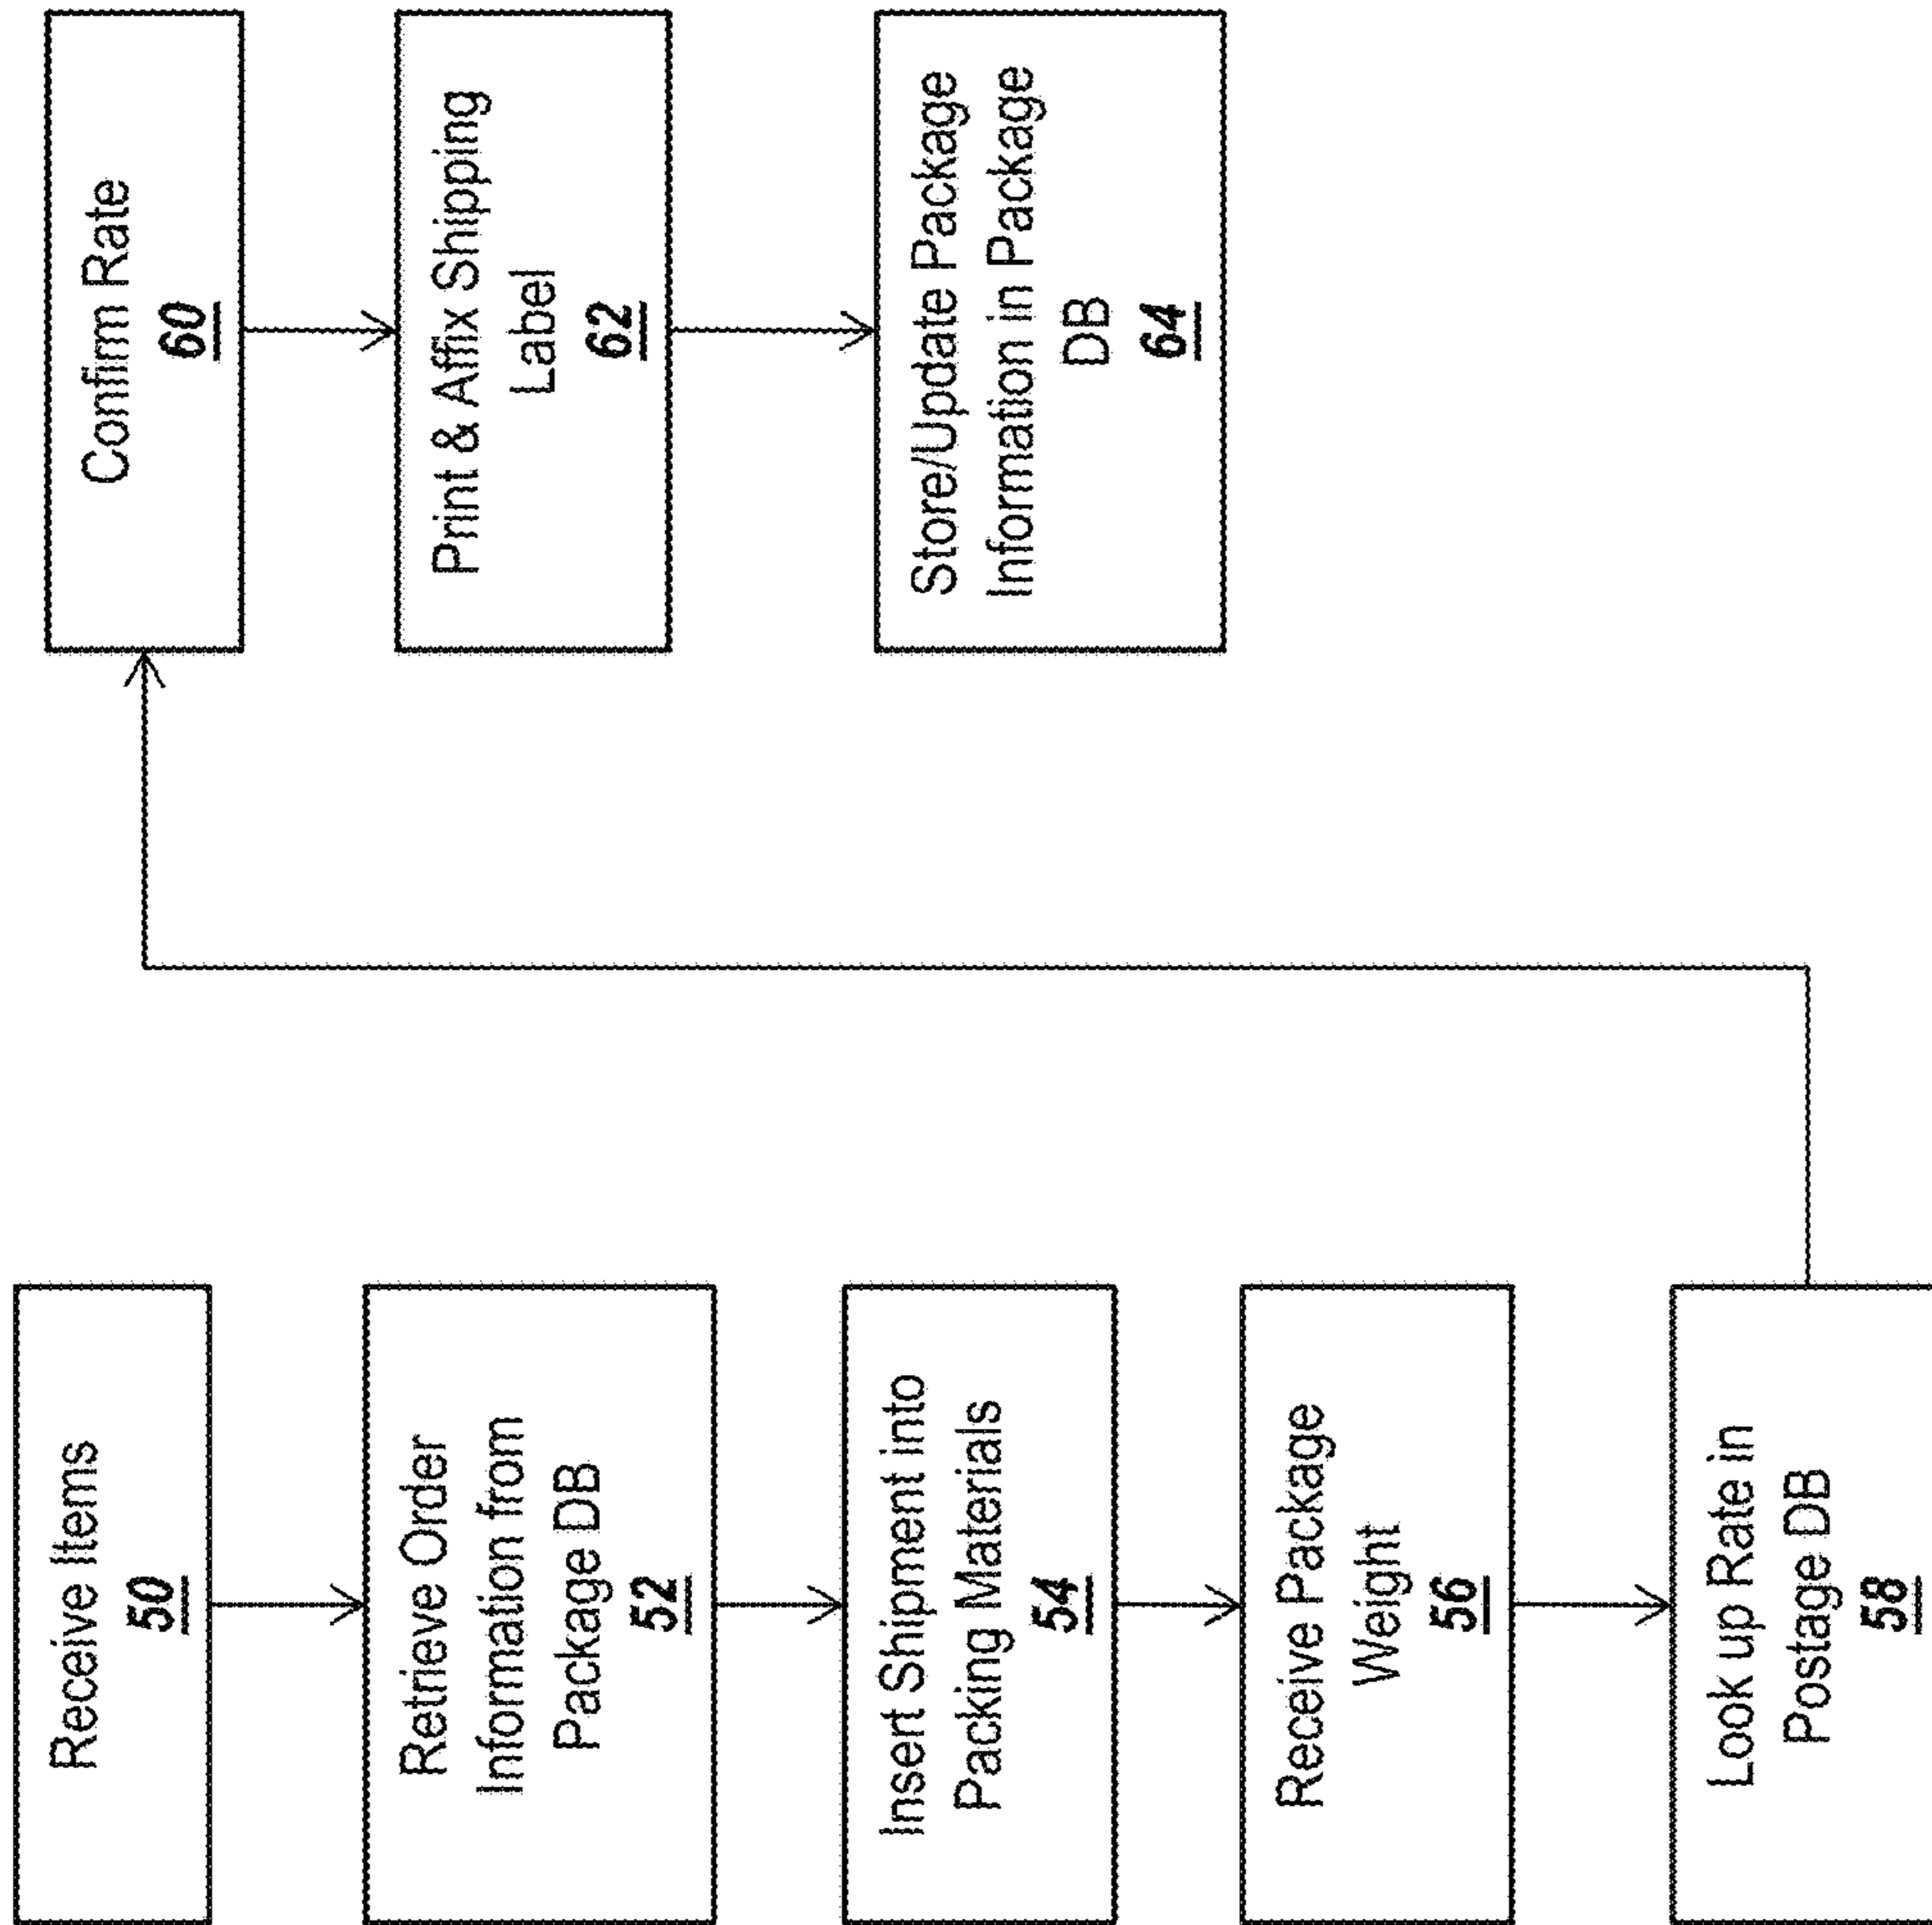 Receive Items
50
Retrieve Order
Information from
Package DB
52
Insert Shipment into
Packing Materials
54
Receive Package
Weight
56
Look up Rate in
Postage DB
58
Confirm Rate
60
Print & Affix Shipping
Label
62
Store/Update Package
Information in Package
DB
64